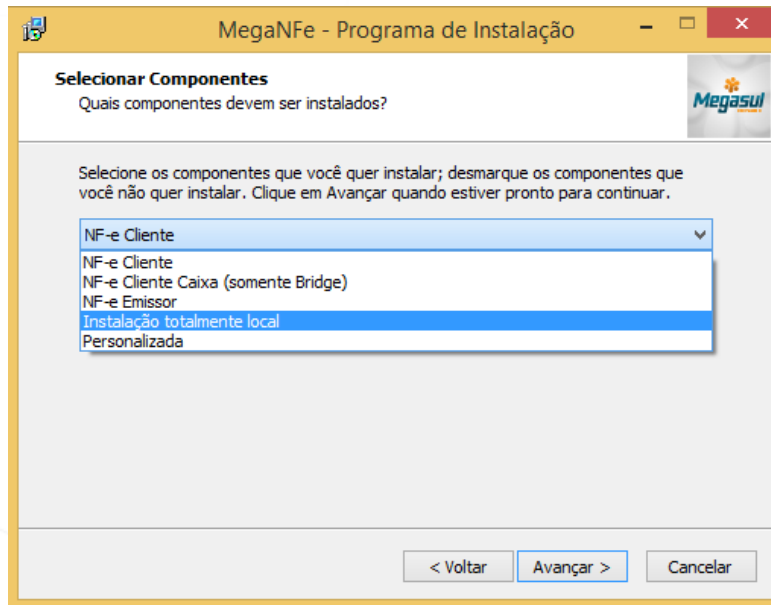 MegaNFe - Programa de Instalação
Selecionar Componentes
Quais componentes devem ser instalados?
Megasul
Selecione os componentes que você quer instalar; desmarque os componentes que
você não quer instalar. Clique em Avançar quando estiver pronto para continuar.
NF-e Cliente
NF-e Cliente
NF-e Cliente Caixa (somente Bridge)
NF-e Emissor
Instalação totalmente local
Personalizada
< Voltar
Avançar >
Cancelar